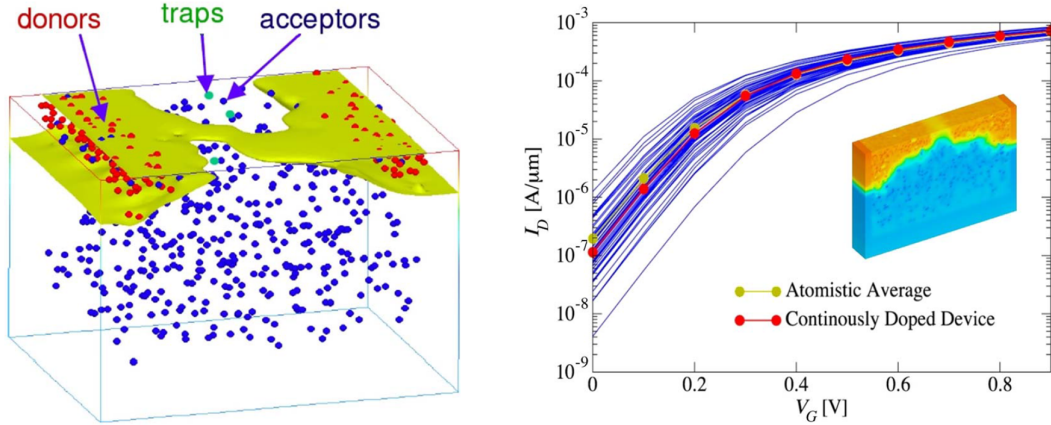 donors
traps
acceptors
10⁻³
10⁻⁴
10⁻⁵
10⁻⁶
10⁻⁷
10⁻⁸
10⁻⁹
I_D [A/μm]
Atomistic Average
Continously Doped Device
0
0.2
0.4
0.6
0.8
V_G [V]